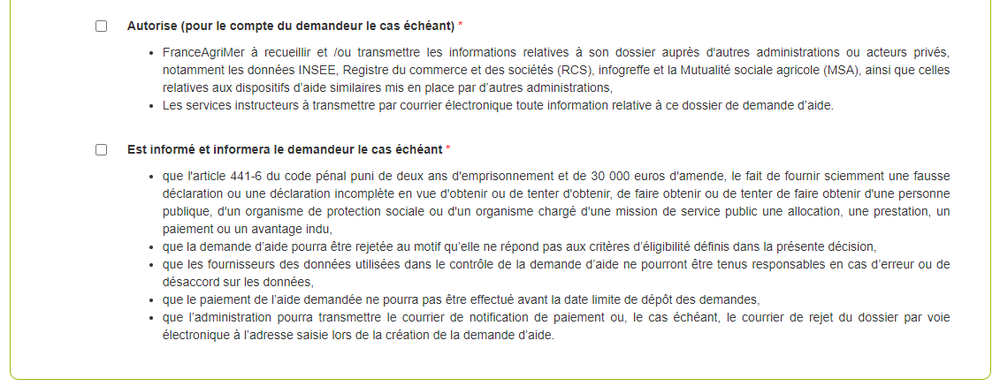 Autorise (pour le compte du demandeur le cas échéant) *
• FranceAgriMer à recueillir et /ou transmettre les informations relatives à son dossier auprès d'autres administrations ou acteurs privés,
notamment les données INSEE, Registre du commerce et des sociétés (RCS), infogreffe et la Mutualité sociale agricole (MSA), ainsi que celles
relatives aux dispositifs d’aide similaires mis en place par d’autres administrations,
• Les services instructeurs à transmettre par courrier électronique toute information relative à ce dossier de demande d’aide.
Est informé et informera le demandeur le cas échéant *
• que l'article 441-6 du code pénal puni de deux ans d'emprisonnement et de 30 000 euros d'amende, le fait de fournir sciemment une fausse
déclaration ou une déclaration incomplète en vue d'obtenir ou de tenter d'obtenir, de faire obtenir ou de tenter de faire obtenir d'une personne
publique, d'un organisme de protection sociale ou d'un organisme chargé d'une mission de service public une allocation, une prestation, un
paiement ou un avantage indu,
• que la demande d’aide pourra être rejetée au motif qu’elle ne répond pas aux critères d’éligibilité définis dans la présente décision,
• que les fournisseurs des données utilisées dans le contrôle de la demande d’aide ne pourront être tenus responsables en cas d’erreur ou de
désaccord sur les données,
• que le paiement de l’aide demandée ne pourra pas être effectué avant la date limite de dépôt des demandes,
• que l’administration pourra transmettre le courrier de notification de paiement ou, le cas échéant, le courrier de rejet du dossier par voie
électronique à l’adresse saisie lors de la création de la demande d’aide.